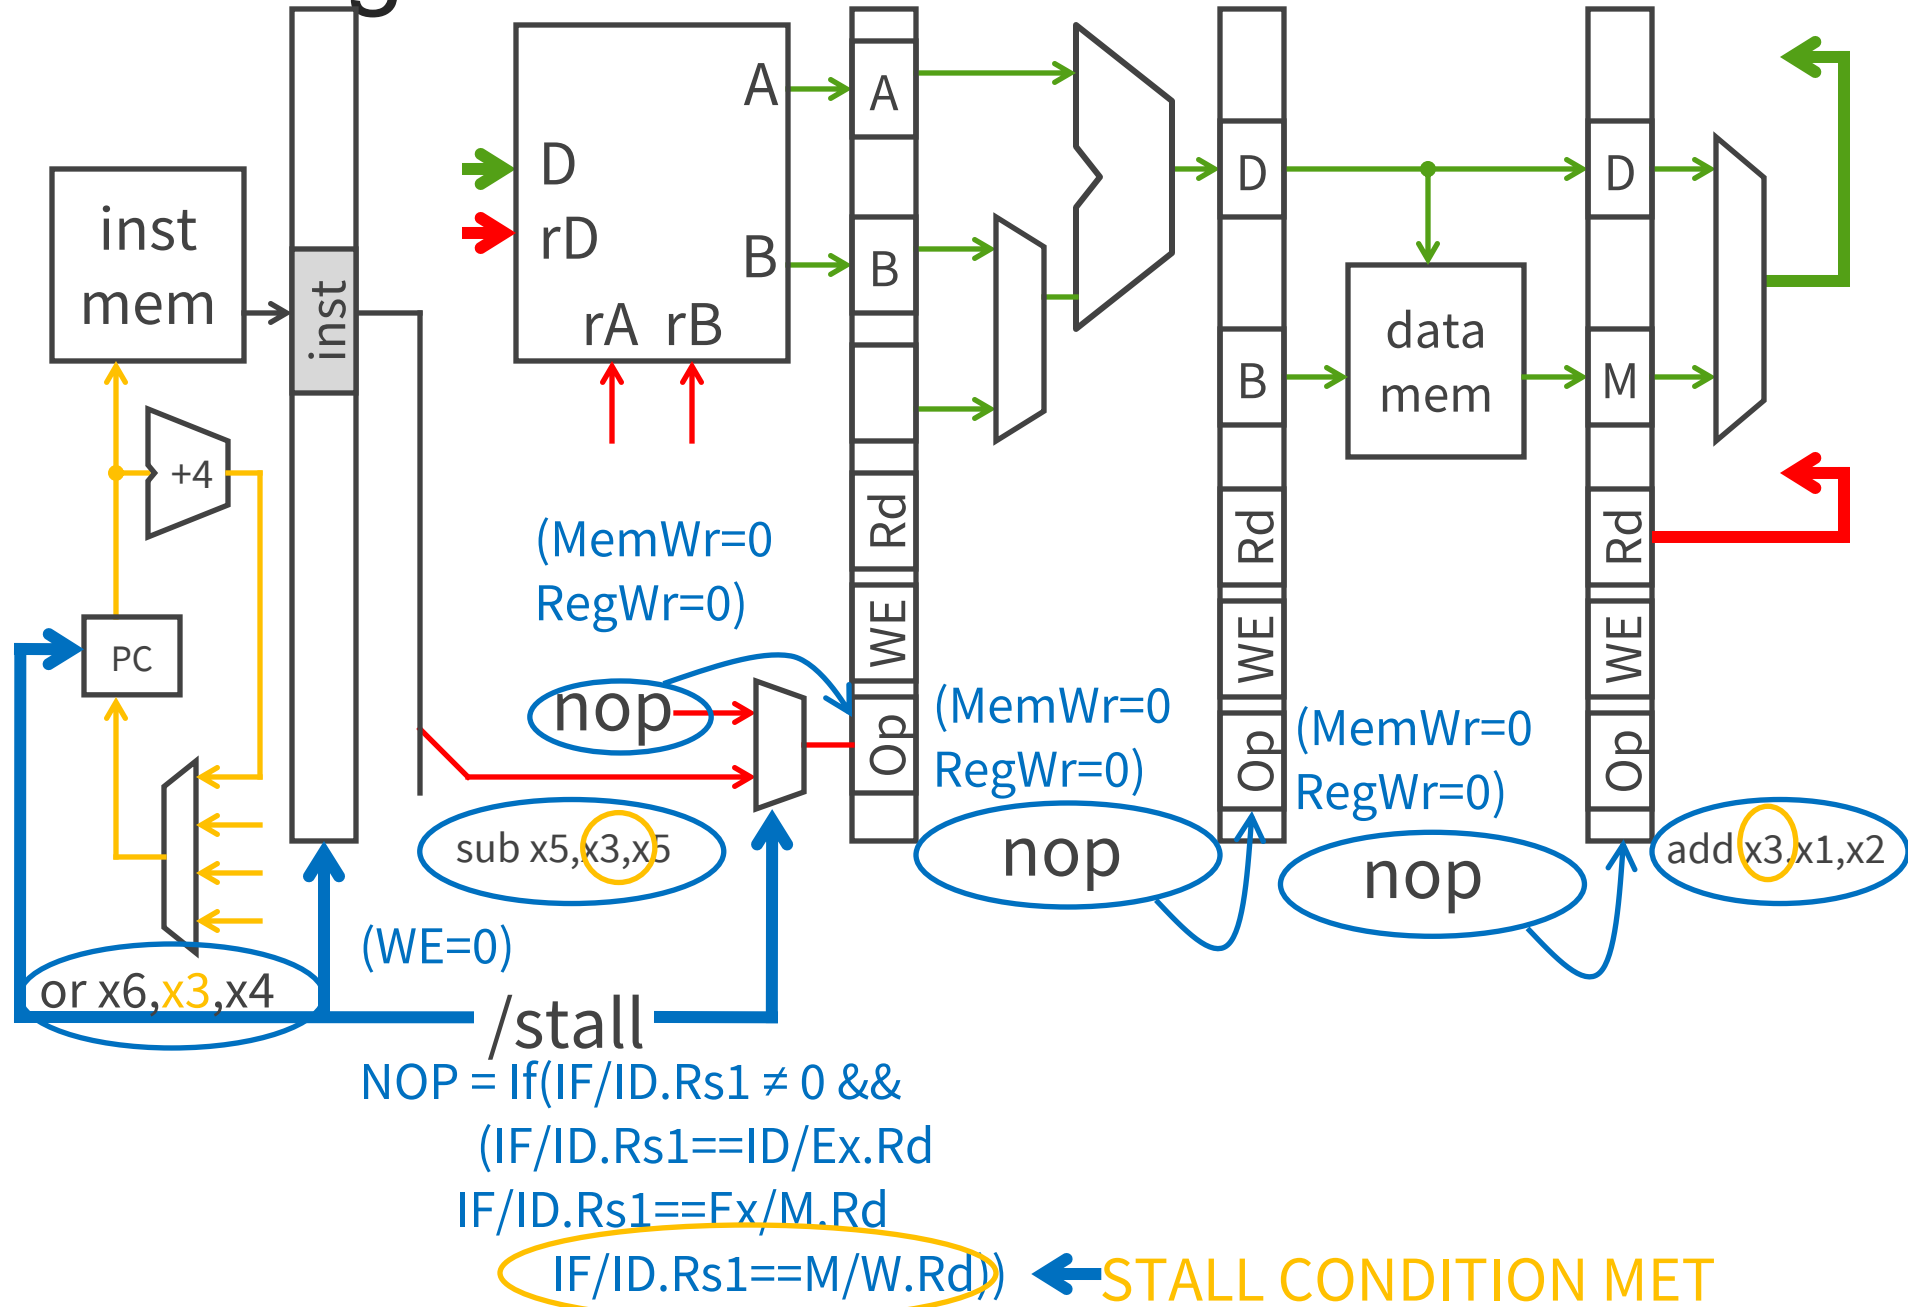 A
D
rD
B
rA rB
inst
mem
inst
+4
PC
A
B
Rd
WE
Op
D
B
Rd
WE
Op
data
mem
D
M
Rd
WE
Op
(MemWr=0
RegWr=0)
nop
(MemWr=0
RegWr=0)
nop
(MemWr=0
RegWr=0)
nop
sub x5,x3,x5
add x3,x1,x2
or x6,x3,x4
(WE=0)
/stall
NOP = If(IF/ID.Rs1 ≠ 0 &&
(IF/ID.Rs1==ID/Ex.Rd
IF/ID.Rs1==Ex/M.Rd
IF/ID.Rs1==M/W.Rd))
STALL CONDITION MET